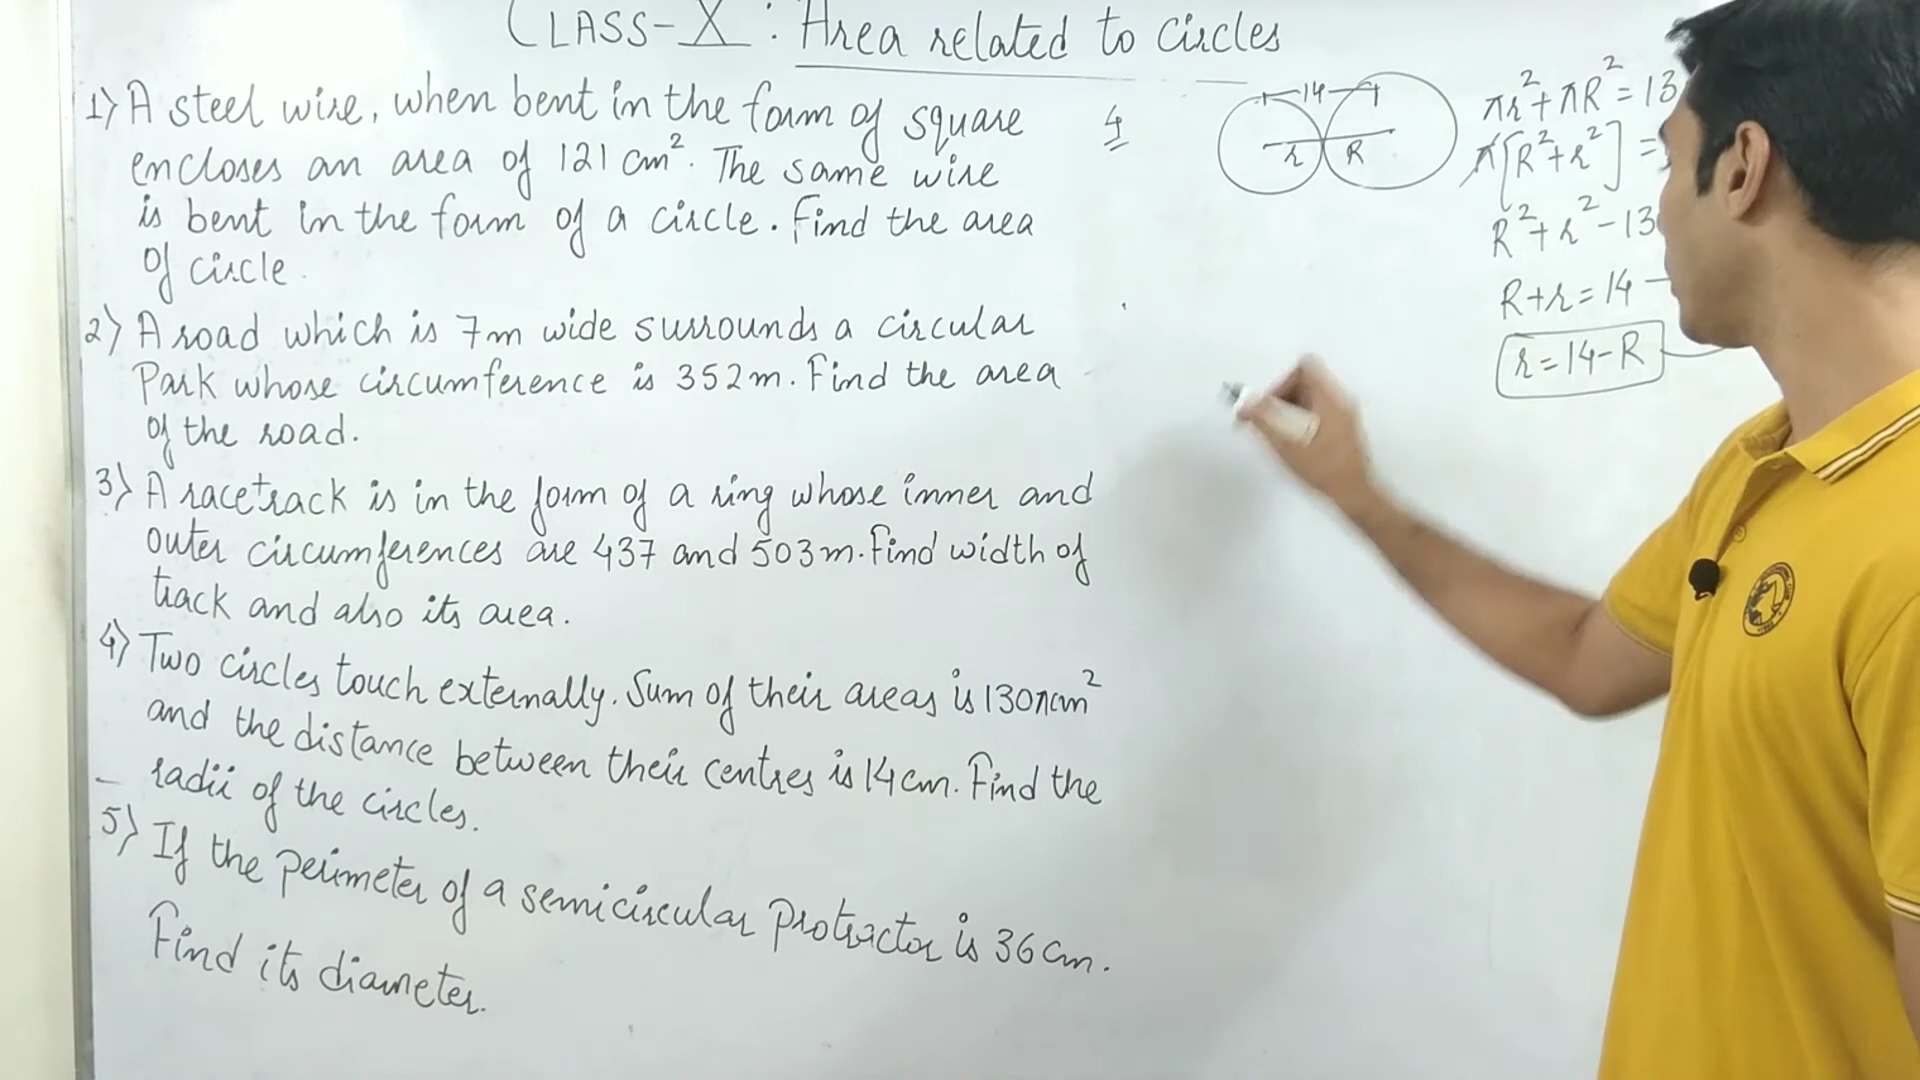 CLASS-X : Area related to circles
1) A steel wire, when bent in the form of square
encloses an area of 121 cm². The same wire
is bent in the form of a circle. Find the area
of circle.
2) A road which is 7m wide surrounds a circular
Park whose circumference is 352m. Find the area
of the road.
3) A racetrack is in the form of a ring whose inner and
outer circumferences are 437 and 503m. Find width of
track and also its area.
4) Two circles touch externally. Sum of their areas is 130πcm²
and the distance between their centres is 14cm. Find the
radii of the circles.
5) If the perimeter of a semicircular protractor is 36cm.
Find its diameter.
4
14
r R
πr²+πR² = 13
π[R²+r²] =
R²+r²-13
R+r=14
r=14-R